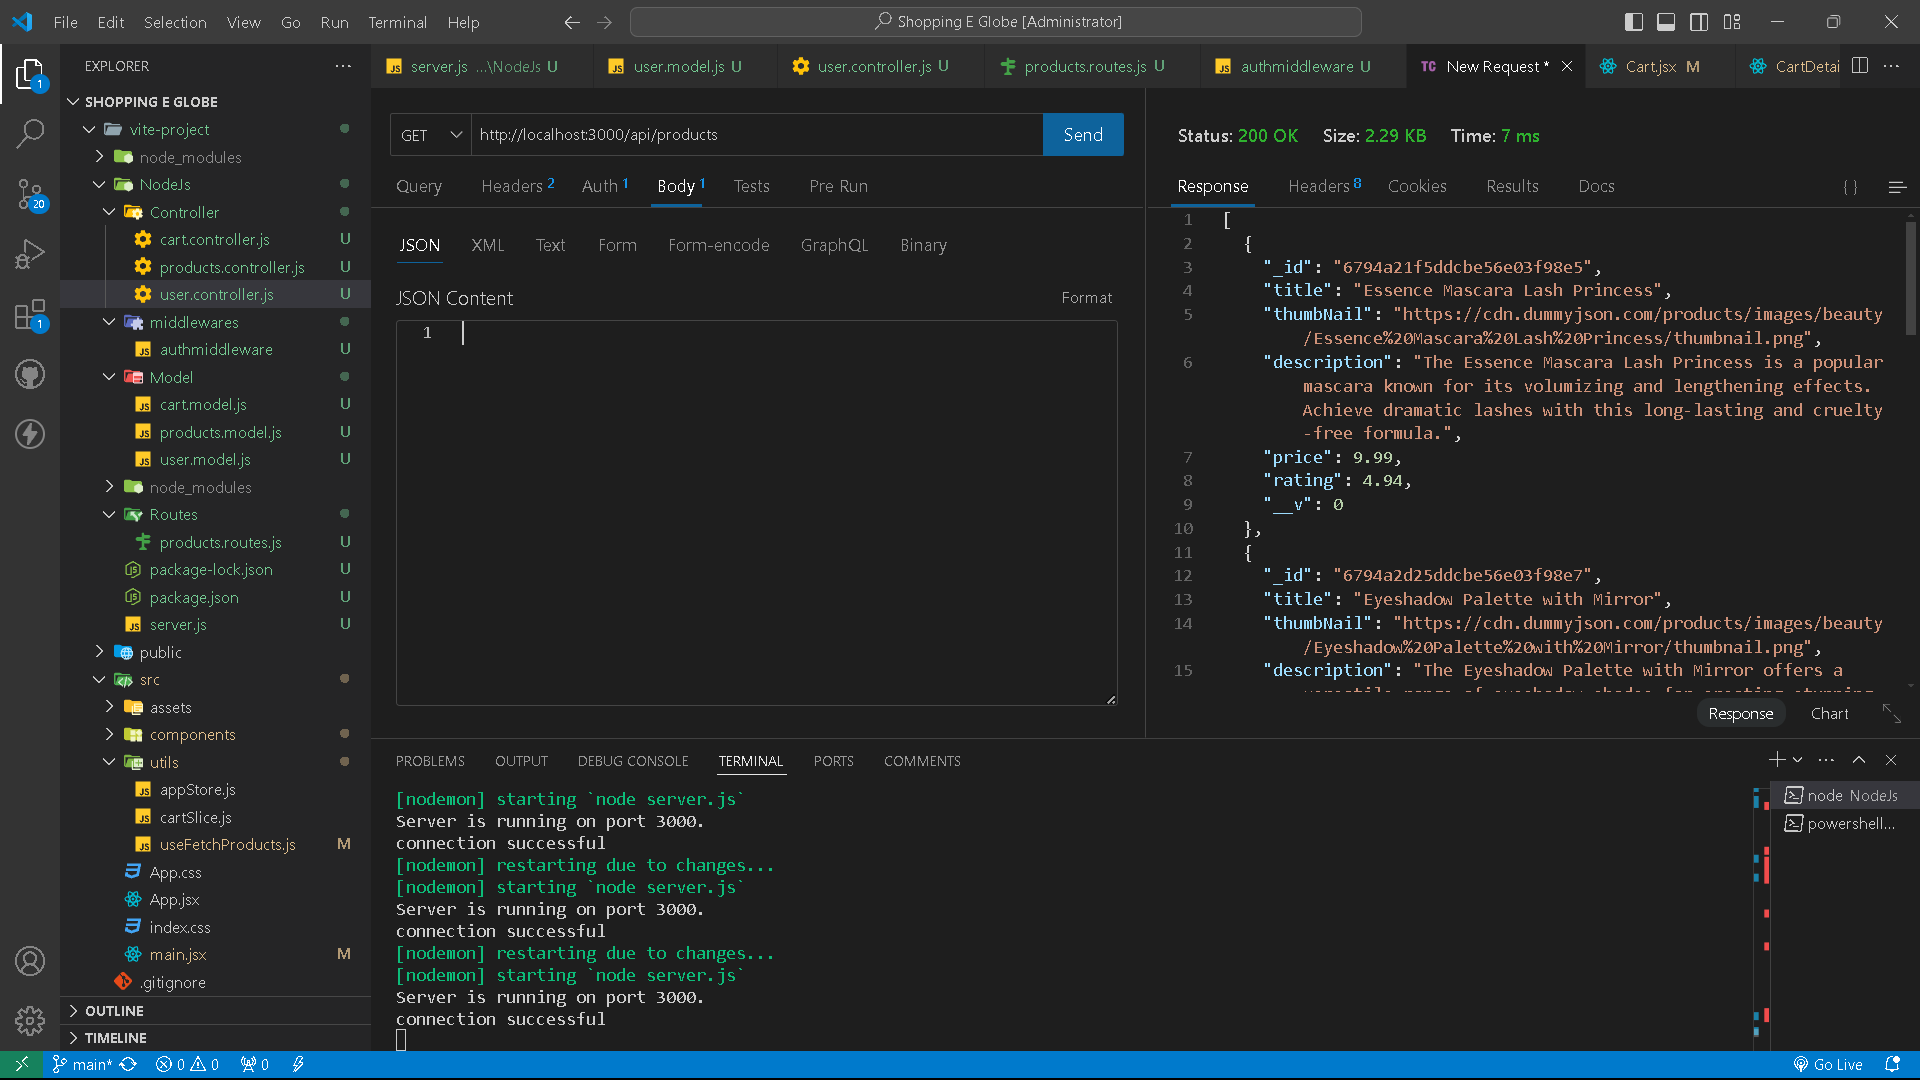 File Edit Selection View Go Run Terminal Help
Shopping E Globe [Administrator]
EXPLORER
SHOPPING E GLOBE
vite-project
node_modules
NodeJs
Controller
cart.controller.js U
products.controller.js U
user.controller.js U
middlewares
authmiddleware U
Model
cart.model.js U
products.model.js U
user.model.js U
node_modules
Routes
products.routes.js U
package-lock.json U
package.json U
server.js U
public
src
assets
components
utils
appStore.js
cartSlice.js
useFetchProducts.js M
App.css
App.jsx
index.css
main.jsx M
.gitignore
OUTLINE
TIMELINE
1
20
1
server.js ...\NodeJs U
user.model.js U
user.controller.js U
products.routes.js U
authmiddleware U
TC New Request *
Cart.jsx M
CartDetai
GET http://localhost:3000/api/products Send
Query Headers 2 Auth 1 Body 1 Tests Pre Run
JSON XML Text Form Form-encode GraphQL Binary
JSON Content Format
1
Status: 200 OK Size: 2.29 KB Time: 7 ms
Response Headers 8 Cookies Results Docs {}
1 [
2 {
3 "_id": "6794a21f5ddcbe56e03f98e5",
4 "title": "Essence Mascara Lash Princess",
5 "thumbNail": "https://cdn.dummyjson.com/products/images/beauty
/Essence%20Mascara%20Lash%20Princess/thumbnail.png",
6 "description": "The Essence Mascara Lash Princess is a popular
mascara known for its volumizing and lengthening effects.
Achieve dramatic lashes with this long-lasting and cruelty
-free formula.",
7 "price": 9.99,
8 "rating": 4.94,
9 "__v": 0
10 },
11 {
12 "_id": "6794a2d25ddcbe56e03f98e7",
13 "title": "Eyeshadow Palette with Mirror",
14 "thumbNail": "https://cdn.dummyjson.com/products/images/beauty
/Eyeshadow%20Palette%20with%20Mirror/thumbnail.png",
15 "description": "The Eyeshadow Palette with Mirror offers a
Response Chart
PROBLEMS OUTPUT DEBUG CONSOLE TERMINAL PORTS COMMENTS
[nodemon] starting `node server.js`
Server is running on port 3000.
connection successful
[nodemon] restarting due to changes...
[nodemon] starting `node server.js`
Server is running on port 3000.
connection successful
[nodemon] restarting due to changes...
[nodemon] starting `node server.js`
Server is running on port 3000.
connection successful
node NodeJs
powershell...
main* 0 0 0 Go Live